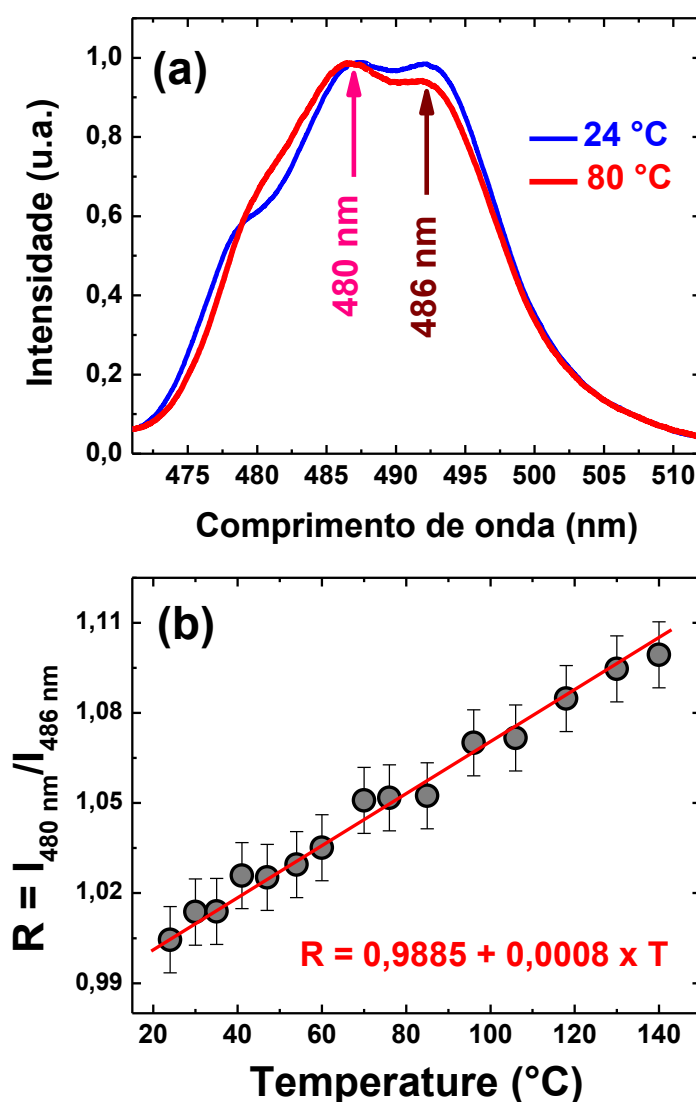 (a)
1,0
0,8
0,6
0,4
0,2
0,0
Intensidade (u.a.)
24 °C
80 °C
480 nm
486 nm
475 480 485 490 495 500 505 510
Comprimento de onda (nm)
(b)
1,11
1,08
1,05
1,02
0,99
R = I480 nm/I486 nm
R = 0,9885 + 0,0008 x T
20 40 60 80 100 120 140
Temperature (°C)